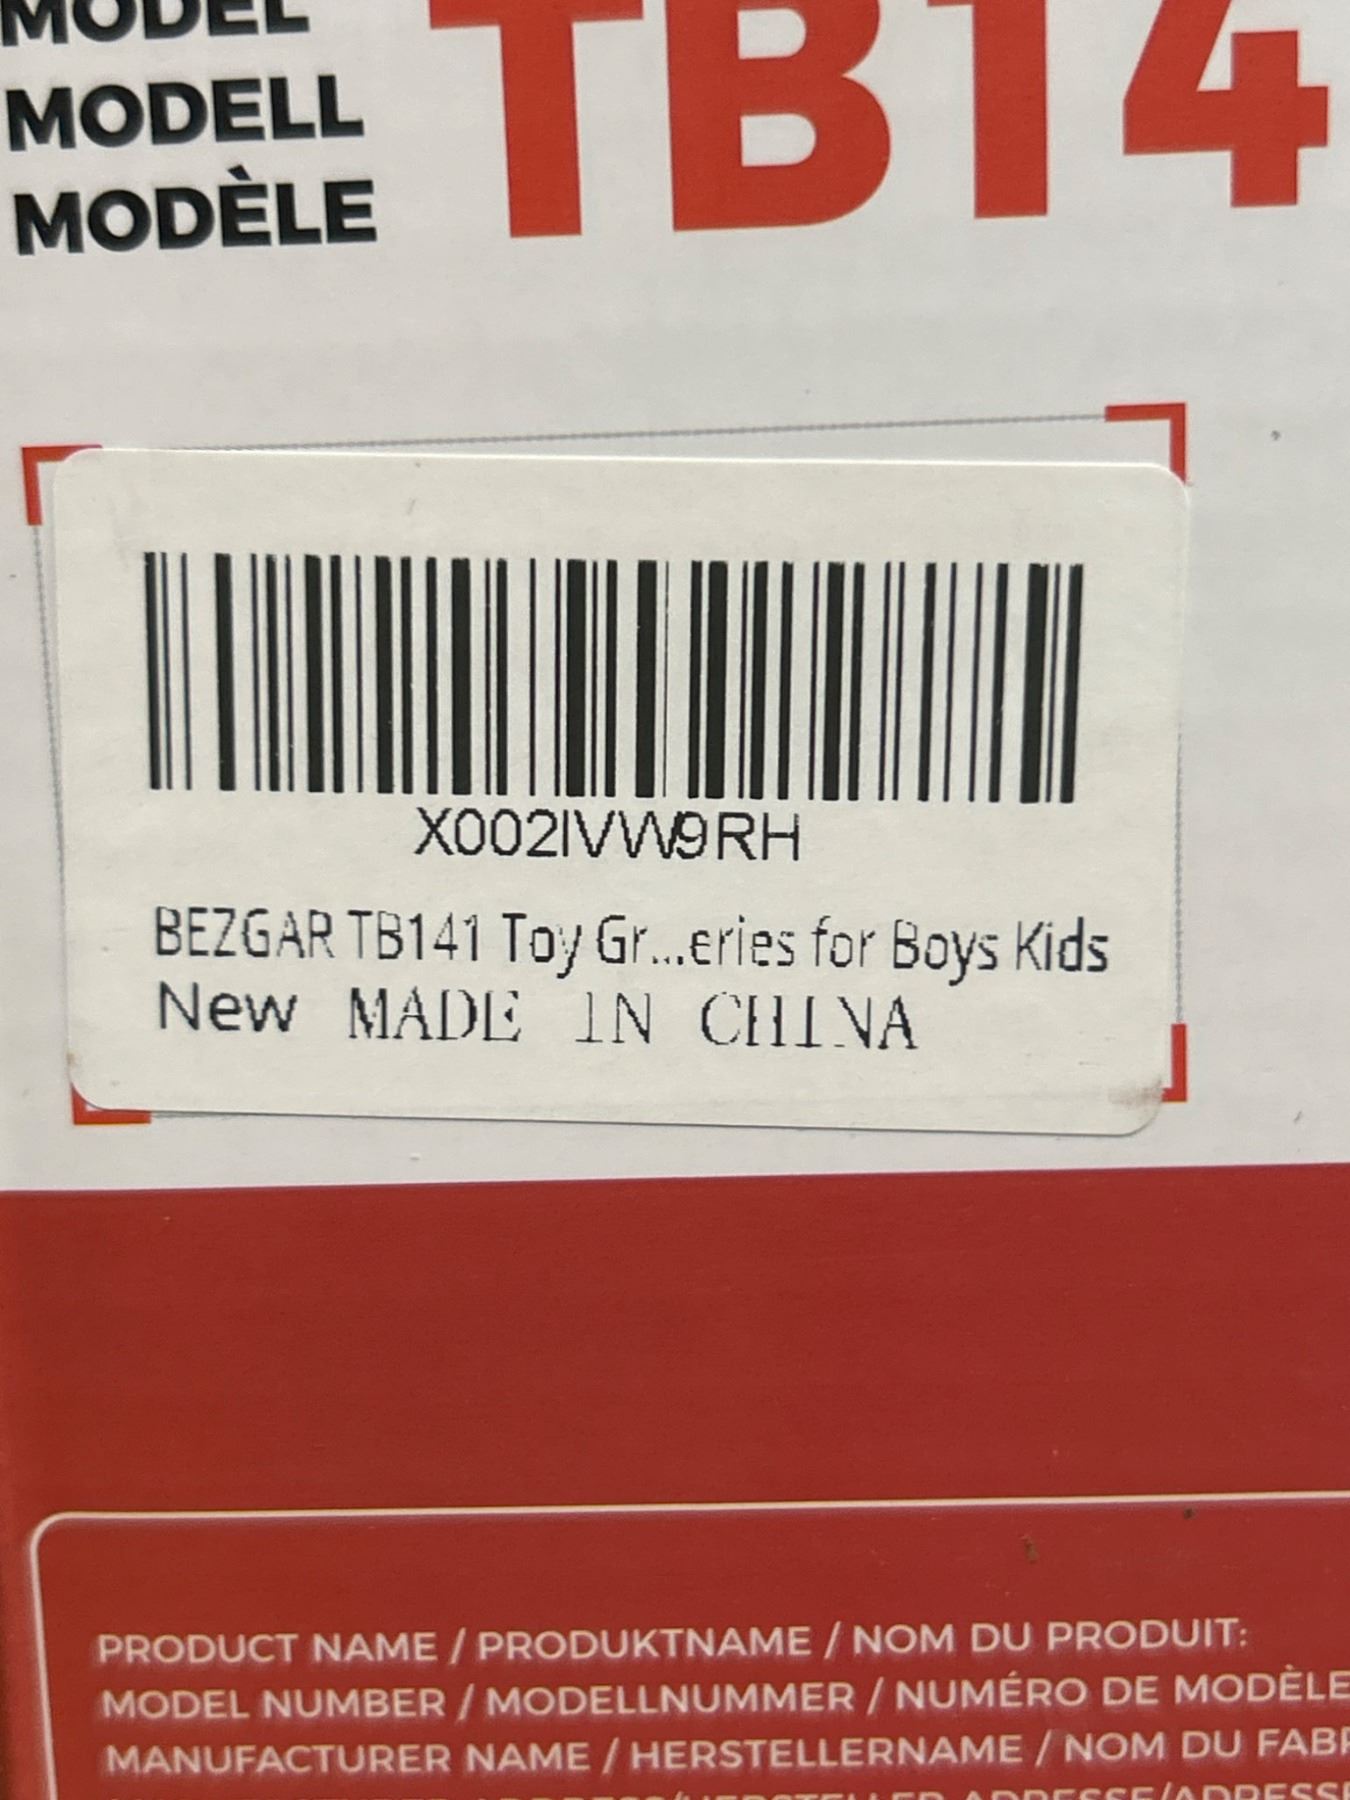 MODEL
MODELL
MODÈLE
TB14
X002IVW9RH
BEZGAR TB141 Toy Gr...eries for Boys Kids
New MADE IN CHINA
PRODUCT NAME / PRODUKTNAME / NOM DU PRODUIT:
MODEL NUMBER / MODELLNUMMER / NUMÉRO DE MODÈLE
MANUFACTURER NAME / HERSTELLERNAME / NOM DU FAB